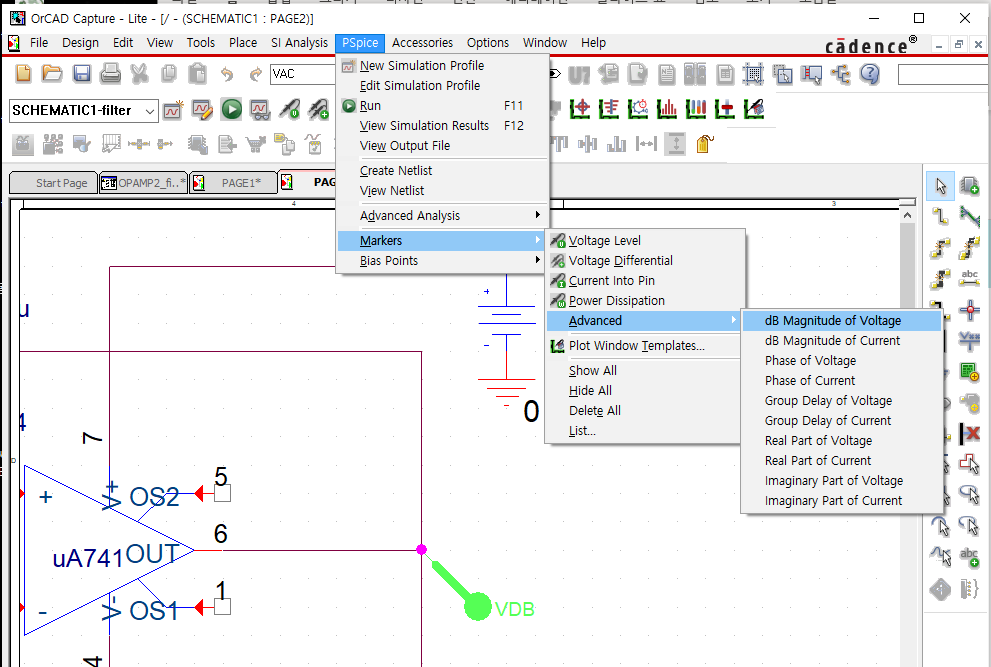 OrCAD Capture - Lite - [/ - (SCHEMATIC1 : PAGE2)]
File Design Edit View Tools Place SI Analysis PSpice Accessories Options Window Help
cādence®
VAC
SCHEMATIC1-filter
Start Page
OPAMP2_fi..*
PAGE1*
PAG
New Simulation Profile
Edit Simulation Profile
Run F11
View Simulation Results F12
View Output File
Create Netlist
View Netlist
Advanced Analysis
Markers
Bias Points
Voltage Level
Voltage Differential
Current Into Pin
Power Dissipation
Advanced
Plot Window Templates...
Show All
Hide All
Delete All
List...
dB Magnitude of Voltage
dB Magnitude of Current
Phase of Voltage
Phase of Current
Group Delay of Voltage
Group Delay of Current
Real Part of Voltage
Real Part of Current
Imaginary Part of Voltage
Imaginary Part of Current
4
3
u
+
-
0
4
7
V+
5
OS2
+
6
uA741
OUT
1
OS1
-
V-
4
VDB
abc
abc